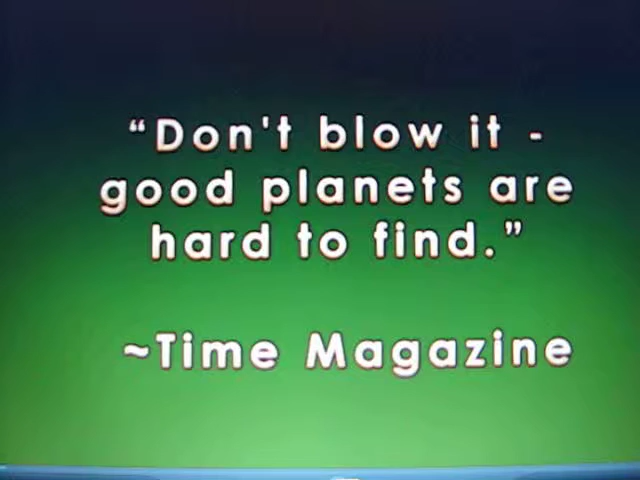 “Don't blow it -
good planets are
hard to find.”
~Time Magazine